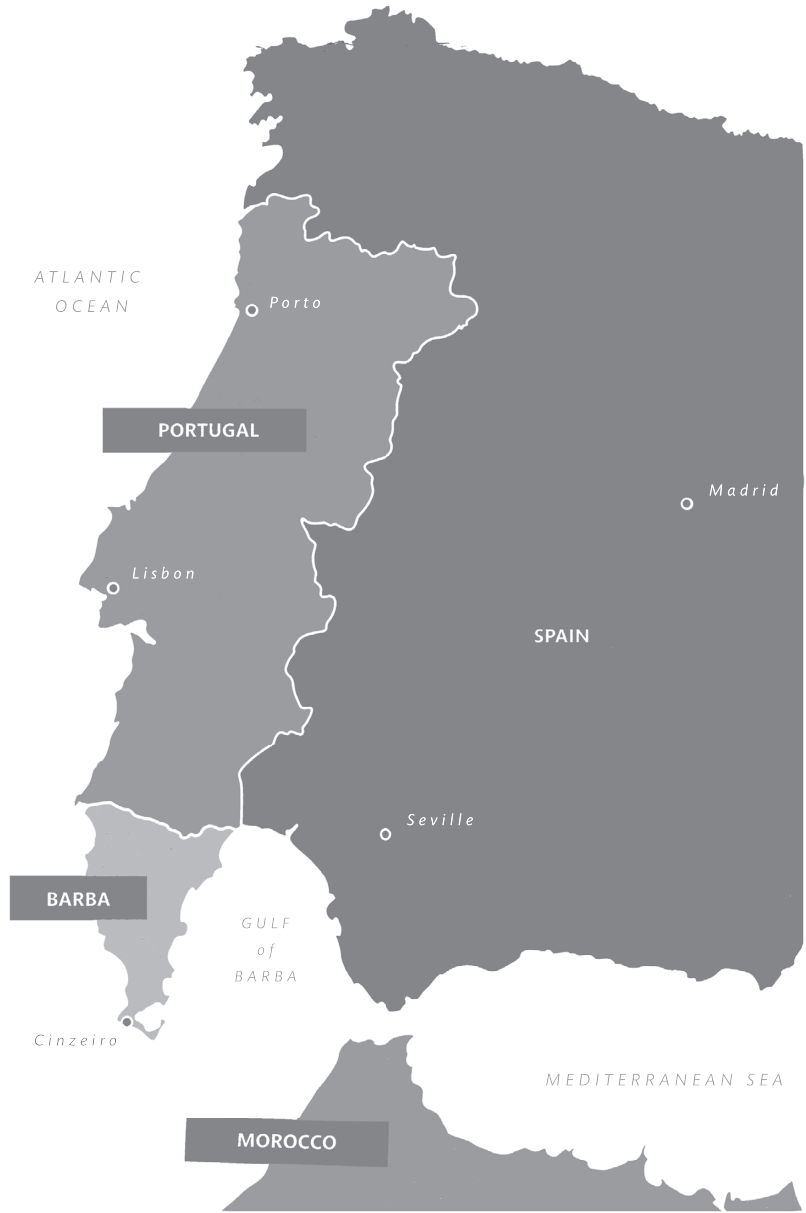 ATLANTIC
OCEAN
Porto
PORTUGAL
Madrid
Lisbon
SPAIN
Seville
BARBA
GULF
of
BARBA
Cinzeiro
MEDITERRANEAN SEA
MOROCCO